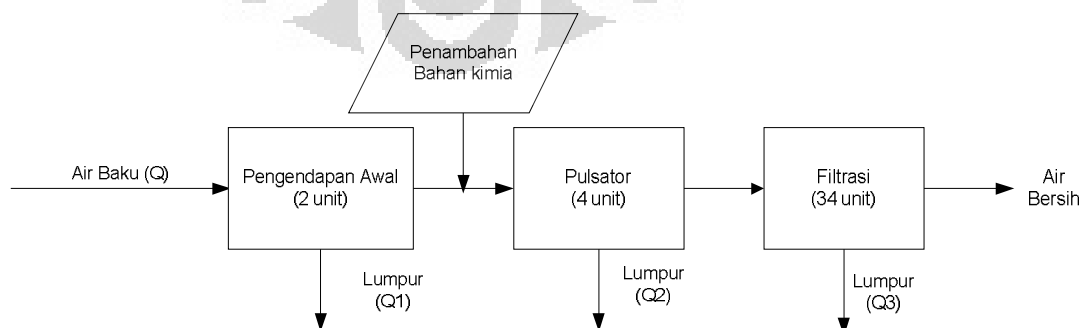 Penambahan
Bahan kimia
Air Baku (Q)
Pengendapan Awal
(2 unit)
Pulsator
(4 unit)
Filtrasi
(34 unit)
Air
Bersih
Lumpur
(Q1)
Lumpur
(Q2)
Lumpur
(Q3)